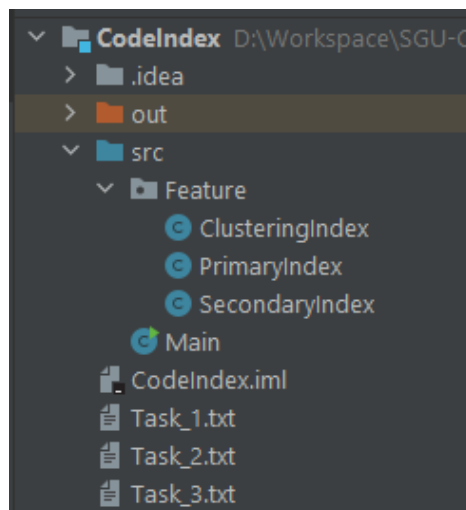 CodeIndex D:\Workspace\SGU-C
.idea
out
src
Feature
ClusteringIndex
PrimaryIndex
SecondaryIndex
Main
CodeIndex.iml
Task_1.txt
Task_2.txt
Task_3.txt